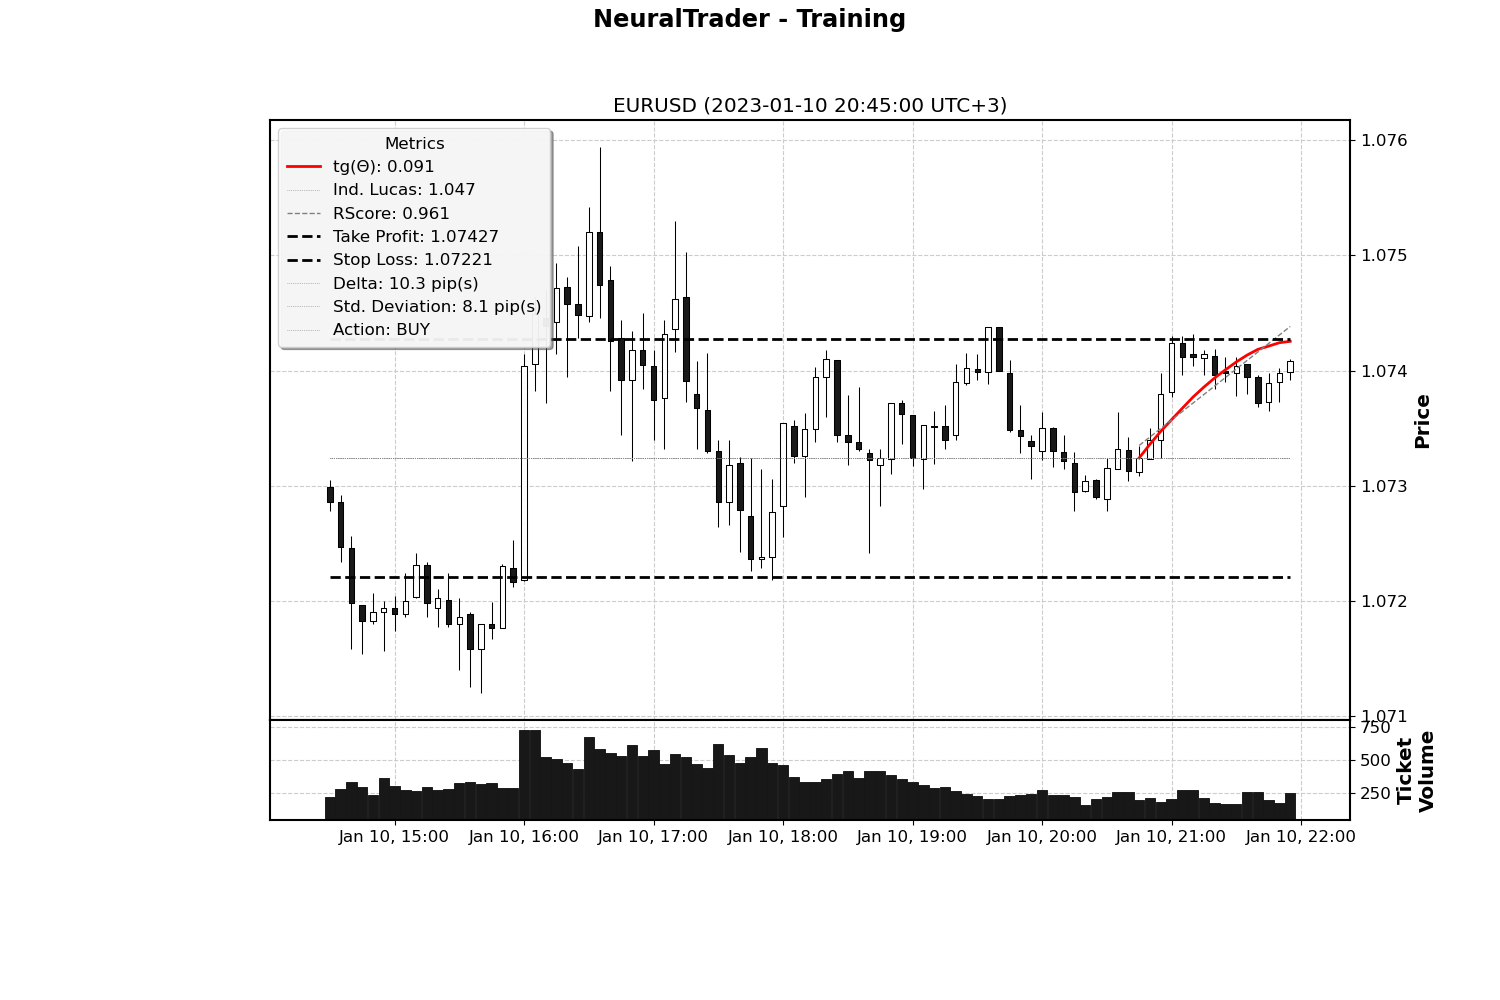 NeuralTrader - Training
EURUSD (2023-01-10 20:45:00 UTC+3)
Metrics
tg(Θ): 0.091
Ind. Lucas: 1.047
RScore: 0.961
Take Profit: 1.07427
Stop Loss: 1.07221
Delta: 10.3 pip(s)
Std. Deviation: 8.1 pip(s)
Action: BUY
1.076
1.075
1.074
1.073
1.072
1.071
Price
750
500
250
Ticket
Volume
Jan 10, 15:00
Jan 10, 16:00
Jan 10, 17:00
Jan 10, 18:00
Jan 10, 19:00
Jan 10, 20:00
Jan 10, 21:00
Jan 10, 22:00